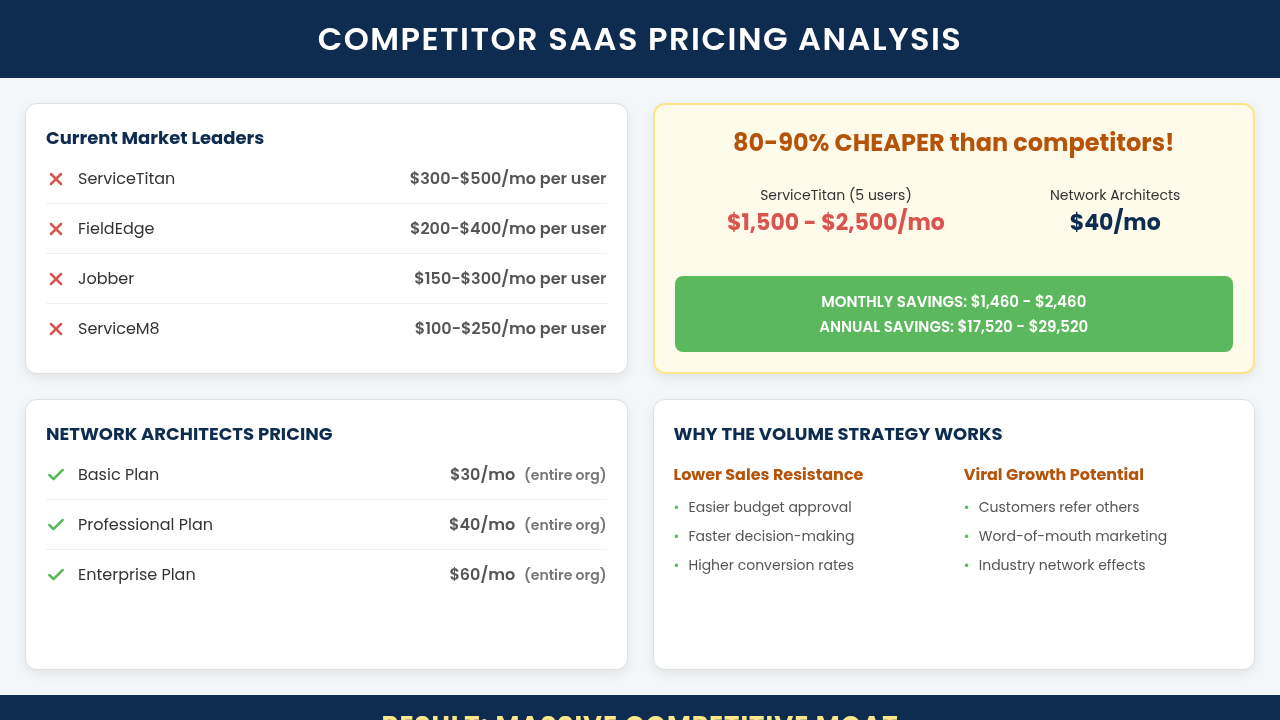 COMPETITOR SAAS PRICING ANALYSIS
Current Market Leaders
ServiceTitan $300-$500/mo per user
FieldEdge $200-$400/mo per user
Jobber $150-$300/mo per user
ServiceM8 $100-$250/mo per user
80-90% CHEAPER than competitors!
ServiceTitan (5 users)
$1,500 - $2,500/mo
Network Architects
$40/mo
MONTHLY SAVINGS: $1,460 - $2,460
ANNUAL SAVINGS: $17,520 - $29,520
NETWORK ARCHITECTS PRICING
Basic Plan $30/mo (entire org)
Professional Plan $40/mo (entire org)
Enterprise Plan $60/mo (entire org)
WHY THE VOLUME STRATEGY WORKS
Lower Sales Resistance
• Easier budget approval
• Faster decision-making
• Higher conversion rates
Viral Growth Potential
• Customers refer others
• Word-of-mouth marketing
• Industry network effects
RESULT: MASSIVE COMPETITIVE MOAT